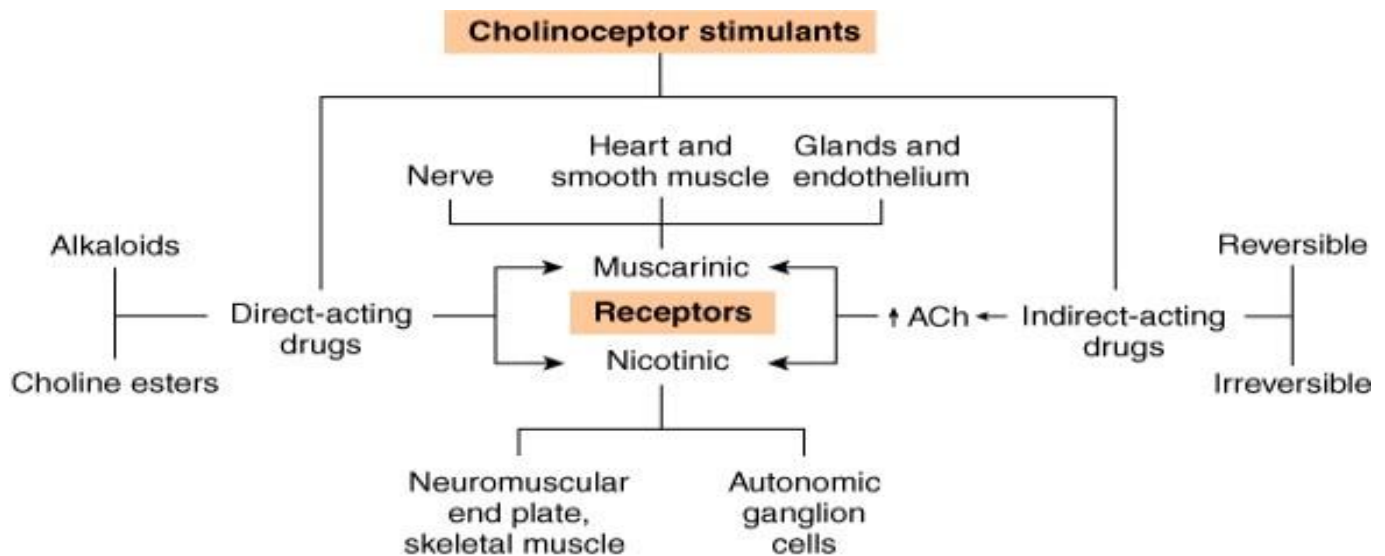 Cholinoceptor stimulants
Nerve
Heart and
smooth muscle
Glands and
endothelium
Alkaloids
Reversible
Muscarinic
Direct-acting
drugs
Receptors
↑ ACh
Indirect-acting
drugs
Nicotinic
Choline esters
Irreversible
Neuromuscular
end plate,
skeletal muscle
Autonomic
ganglion
cells